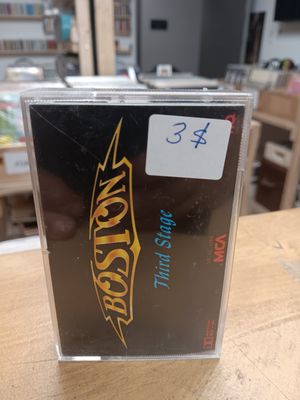 3 $
BOSTON
Third Stage
MCA